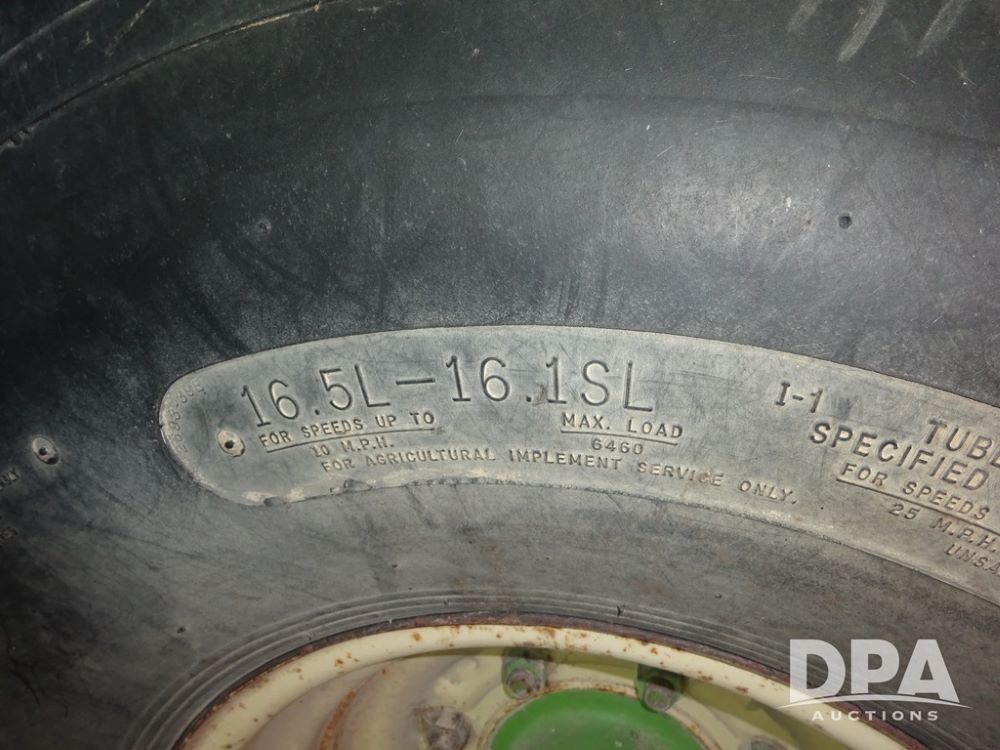 16.5L-16.1SL
FOR SPEEDS UP TO
10 M.P.H.
MAX. LOAD
6460
FOR AGRICULTURAL IMPLEMENT SERVICE ONLY.
I-1
SPECIFIED
FOR SPEEDS
25 M.P.H.
DPA
AUCTIONS